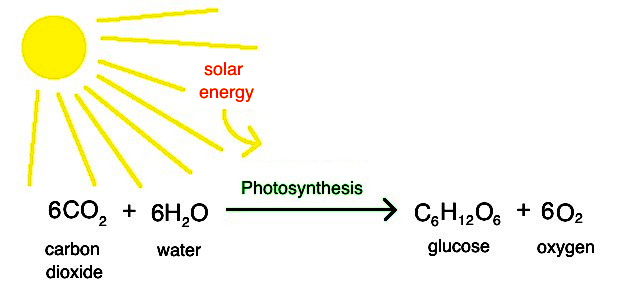 solar
energy
Photosynthesis
6CO₂ + 6H₂O → C₆H₁₂O₆ + 6O₂
carbon
dioxide
water
glucose
oxygen